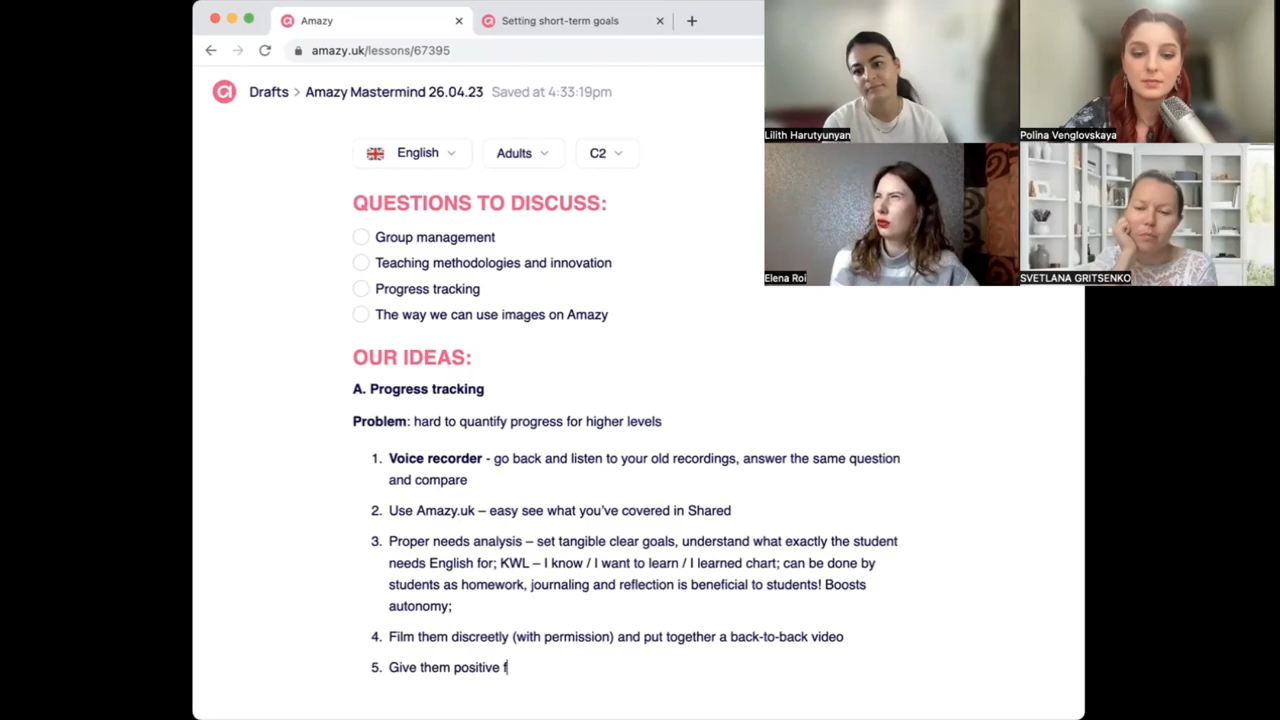 Amazy
Setting short-term goals
amazy.uk/lessons/67395
Drafts > Amazy Mastermind 26.04.23 Saved at 4:33:19pm
English
Adults
C2
QUESTIONS TO DISCUSS:
Group management
Teaching methodologies and innovation
Progress tracking
The way we can use images on Amazy
OUR IDEAS:
A. Progress tracking
Problem: hard to quantify progress for higher levels
1. Voice recorder - go back and listen to your old recordings, answer the same question
and compare
2. Use Amazy.uk – easy see what you've covered in Shared
3. Proper needs analysis – set tangible clear goals, understand what exactly the student
needs English for; KWL – I know / I want to learn / I learned chart; can be done by
students as homework, journaling and reflection is beneficial to students! Boosts
autonomy;
4. Film them discreetly (with permission) and put together a back-to-back video
5. Give them positive f
Lilith Harutyunyan
Polina Venglovskaya
Elena Roi
SVETLANA GRITSENKO